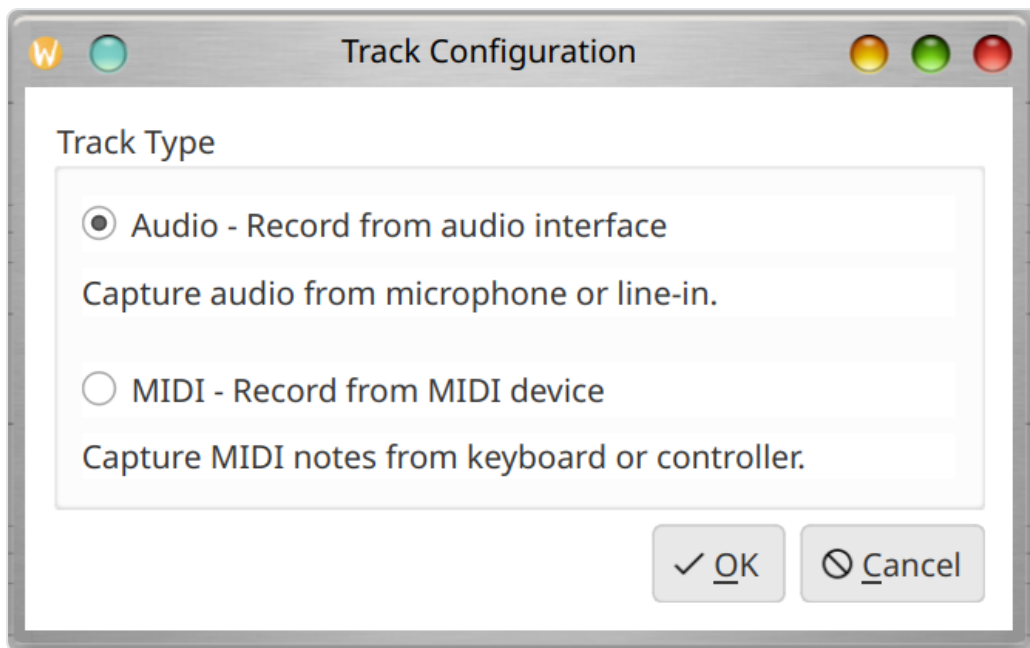 W
Track Configuration
Track Type
Audio - Record from audio interface
Capture audio from microphone or line-in.
MIDI - Record from MIDI device
Capture MIDI notes from keyboard or controller.
OK
Cancel